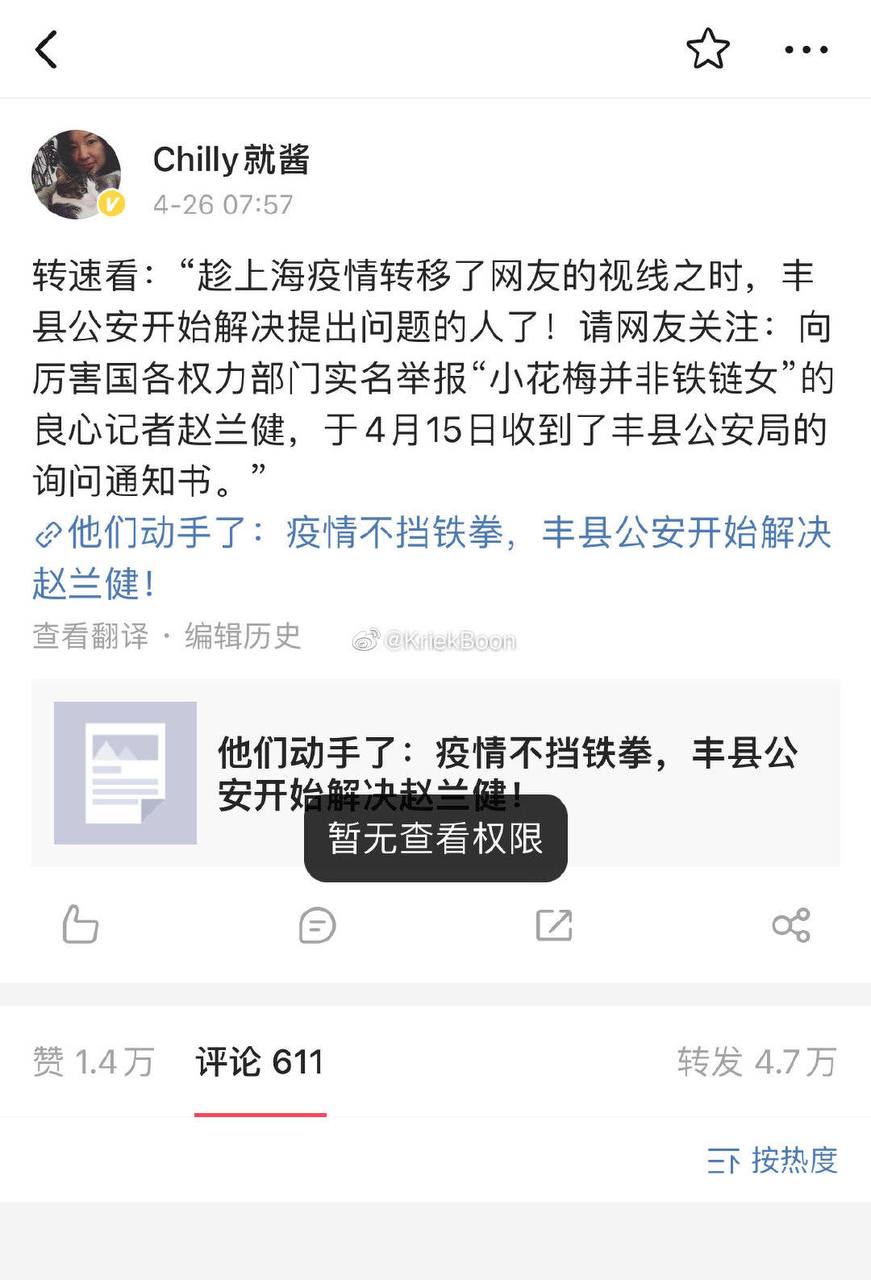 Chilly就酱
4-26 07:57
转速看：“趁上海疫情转移了网友的视线之时，丰
县公安开始解决提出问题的人了！请网友关注：向
厉害国各权力部门实名举报“小花梅并非铁链女”的
良心记者赵兰健，于4月15日收到了丰县公安局的
询问通知书。”
他们动手了：疫情不挡铁拳，丰县公安开始解决
赵兰健！
查看翻译 · 编辑历史
@KriekBoon
他们动手了：疫情不挡铁拳，丰县公
安开始解决赵兰健！
暂无查看权限
赞 1.4万 评论 611 转发 4.7万
按热度